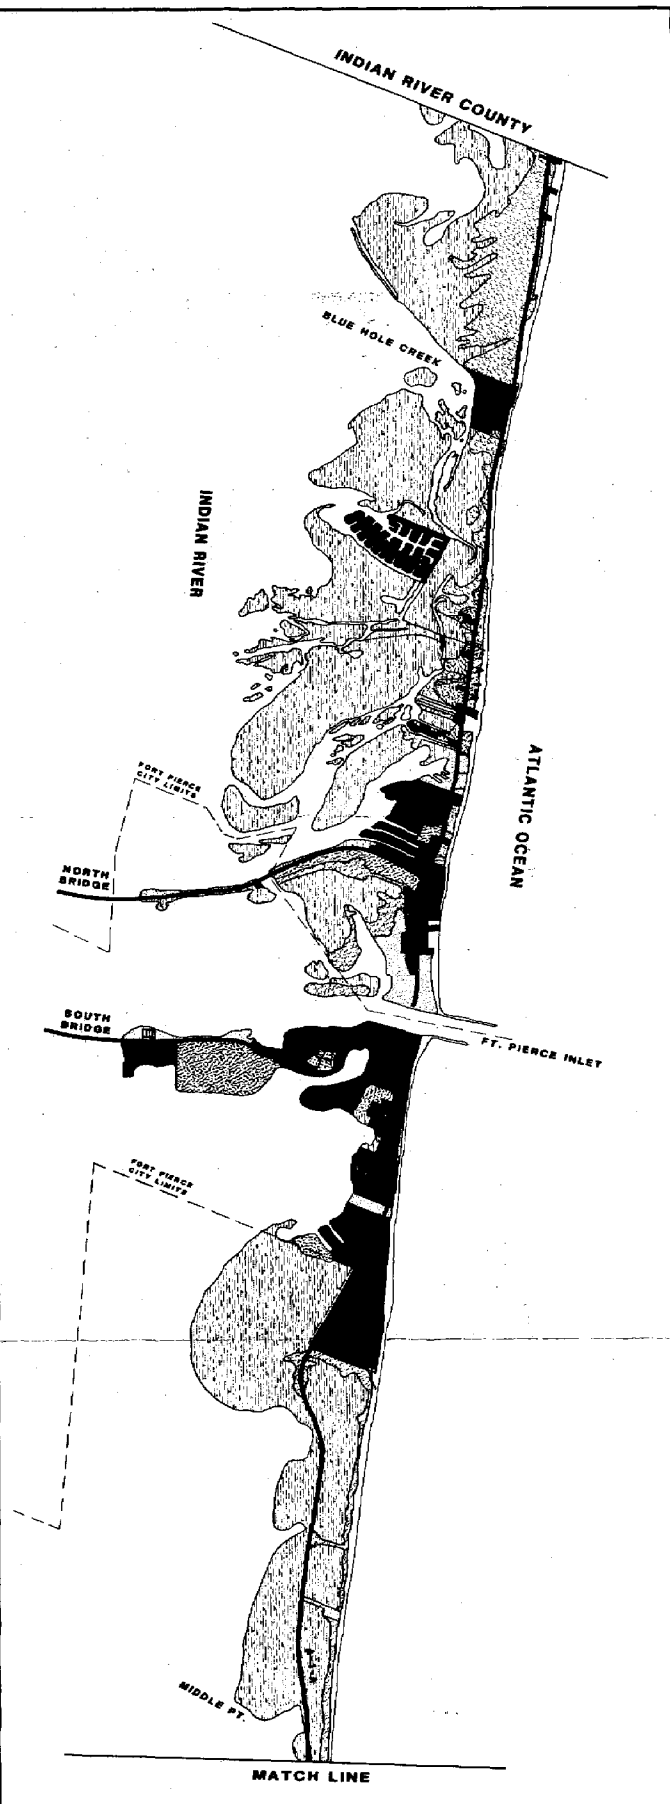 INDIAN RIVER COUNTY
BLUE HOLE CREEK
INDIAN RIVER
ATLANTIC OCEAN
FORT PIERCE
CITY LIMITS
NORTH
BRIDGE
SOUTH
BRIDGE
FT. PIERCE INLET
FORT PIERCE
CITY LIMITS
MIDDLE PT.
MATCH LINE